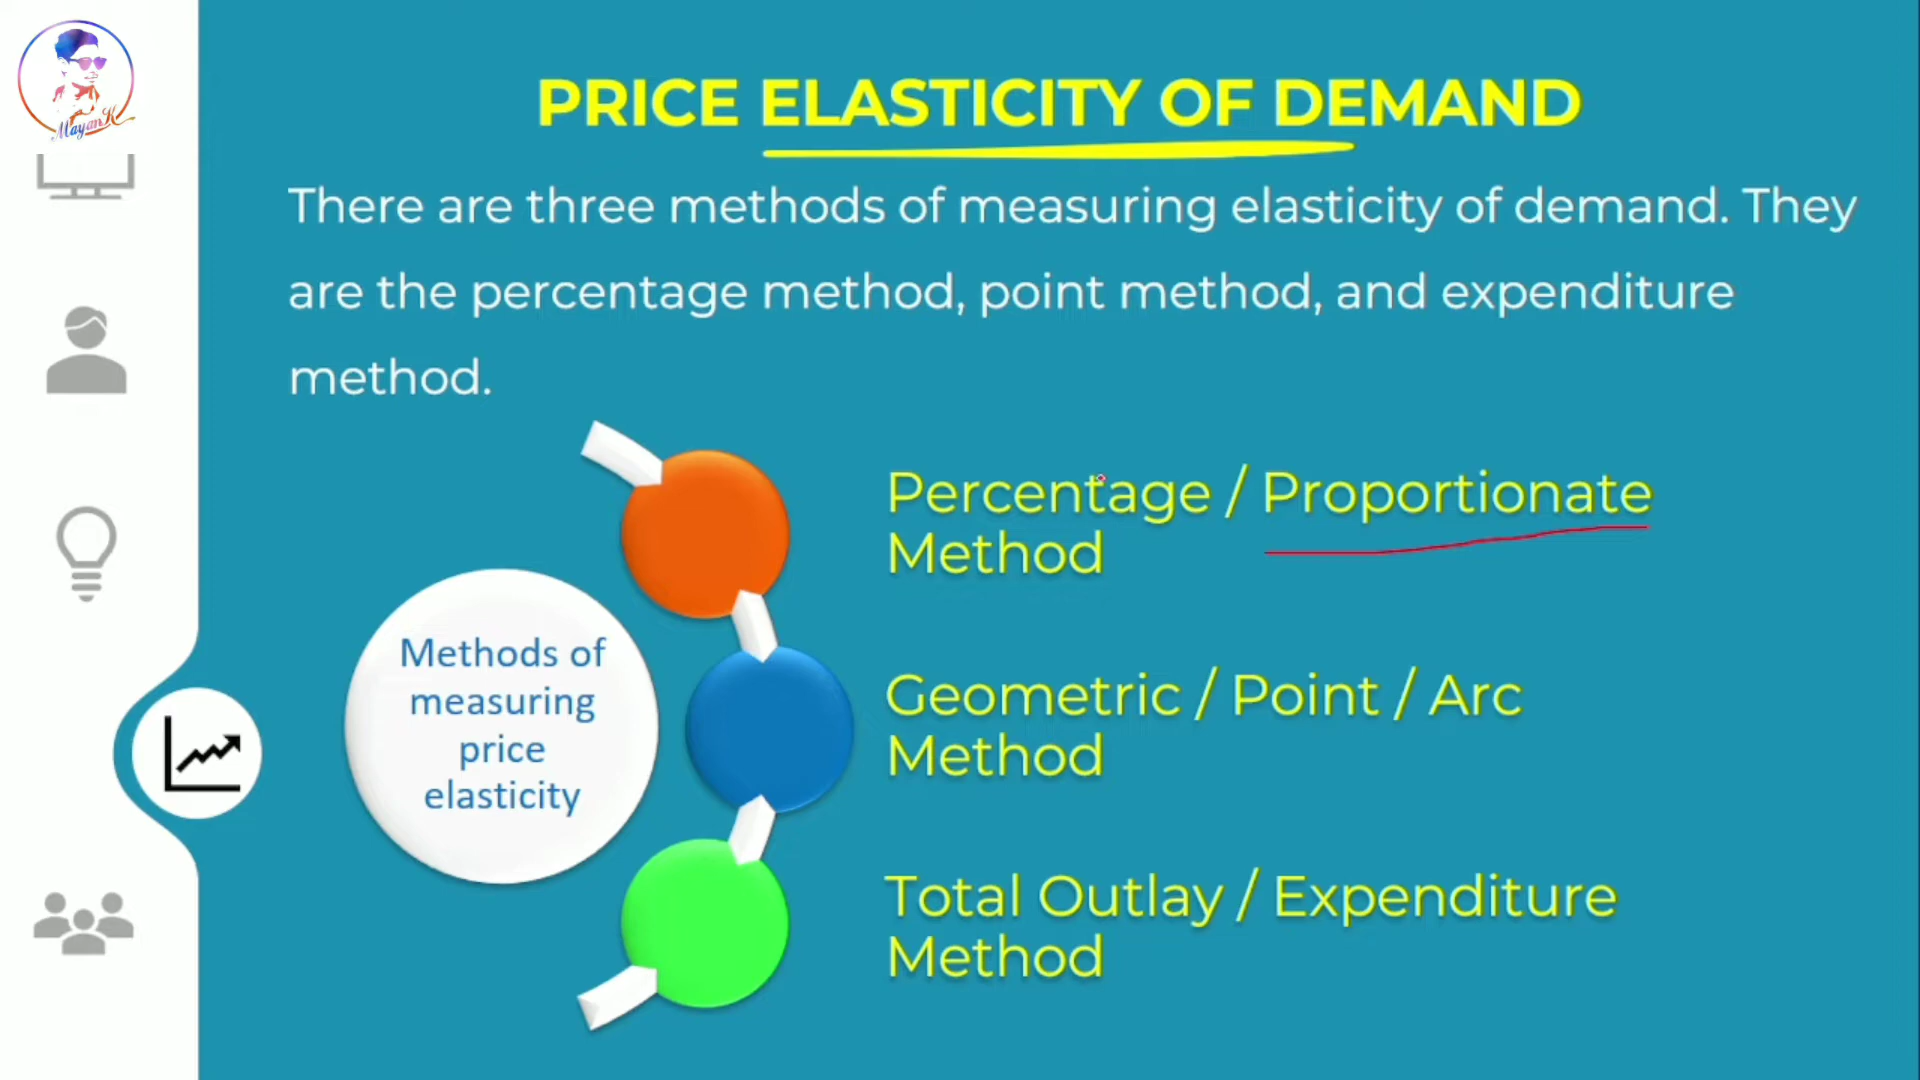 MayanK
PRICE ELASTICITY OF DEMAND
There are three methods of measuring elasticity of demand. They
are the percentage method, point method, and expenditure
method.
Methods of
measuring
price
elasticity
Percentage / Proportionate
Method
Geometric / Point / Arc
Method
Total Outlay / Expenditure
Method